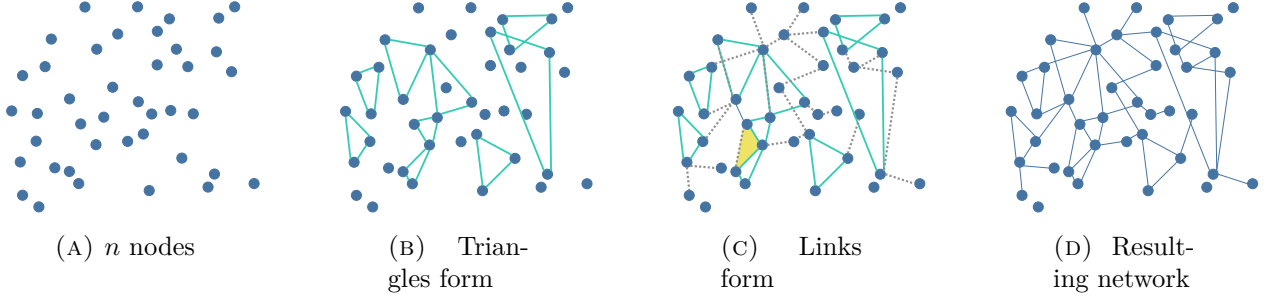 (A) n nodes
(B) Trian-
gles form
(C) Links
form
(D) Result-
ing network